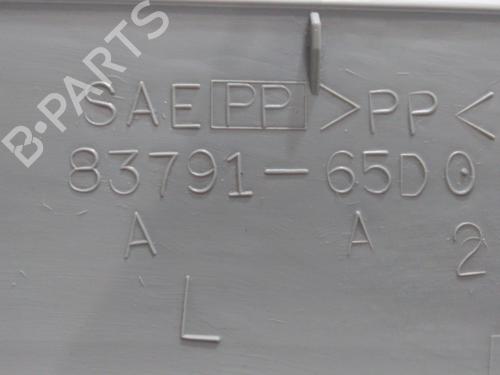 B-PARTS
SAE PP >PP<
83791-65D0
A A 2
L